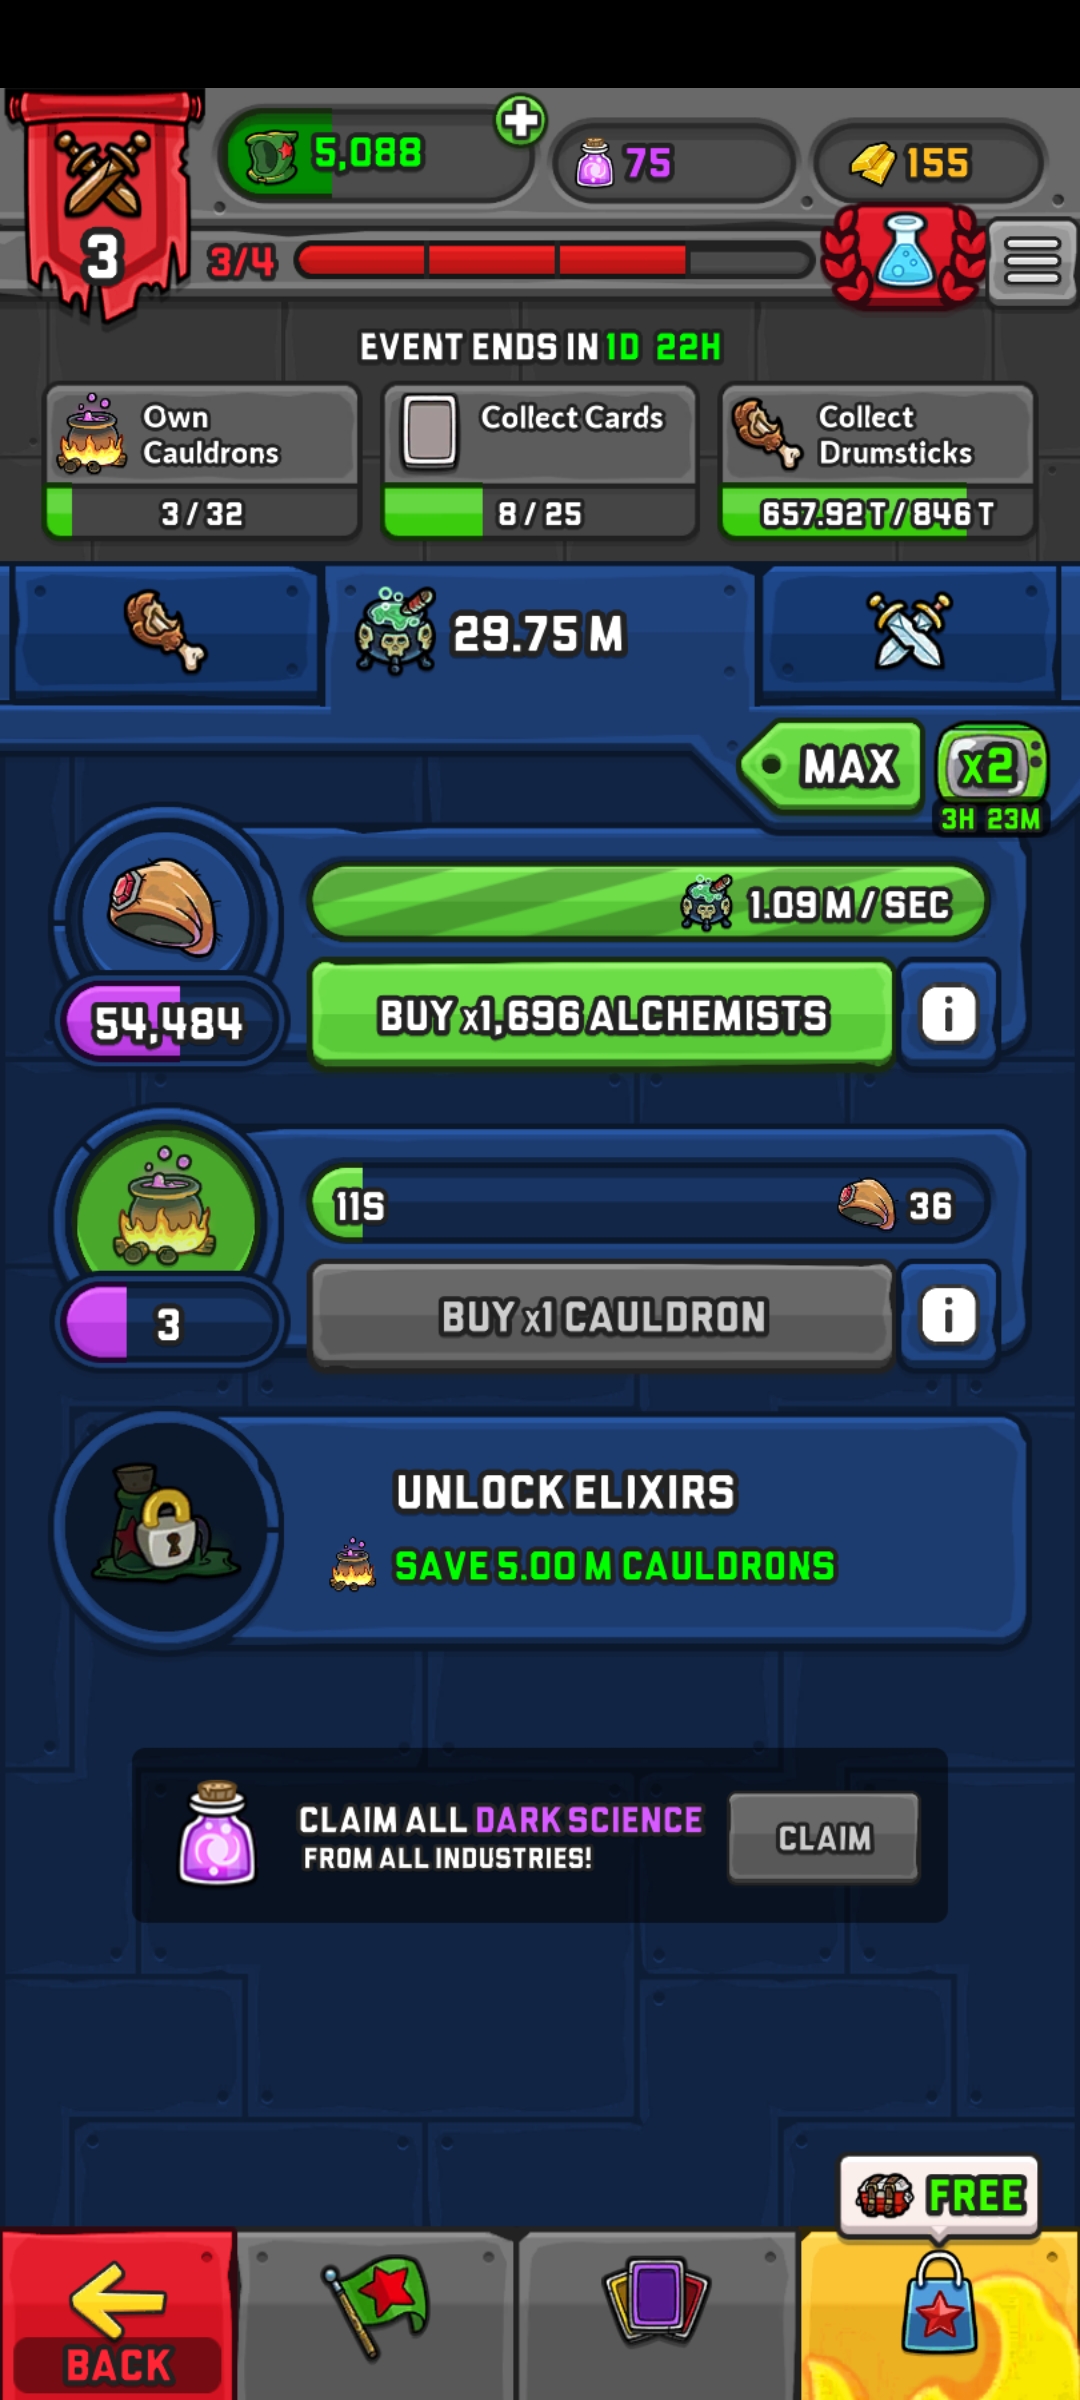 5,088
75
155
3
3/4
EVENT ENDS IN 1D 22H
Own
Cauldrons
3 / 32
Collect Cards
8 / 25
Collect
Drumsticks
657.92 T / 846 T
29.75 M
MAX
x2
3H 23M
1.09 M / SEC
54,484
BUY x1,696 ALCHEMISTS
i
11S
36
3
BUY x1 CAULDRON
i
UNLOCK ELIXIRS
SAVE 5.00 M CAULDRONS
CLAIM ALL DARK SCIENCE
FROM ALL INDUSTRIES!
CLAIM
FREE
BACK